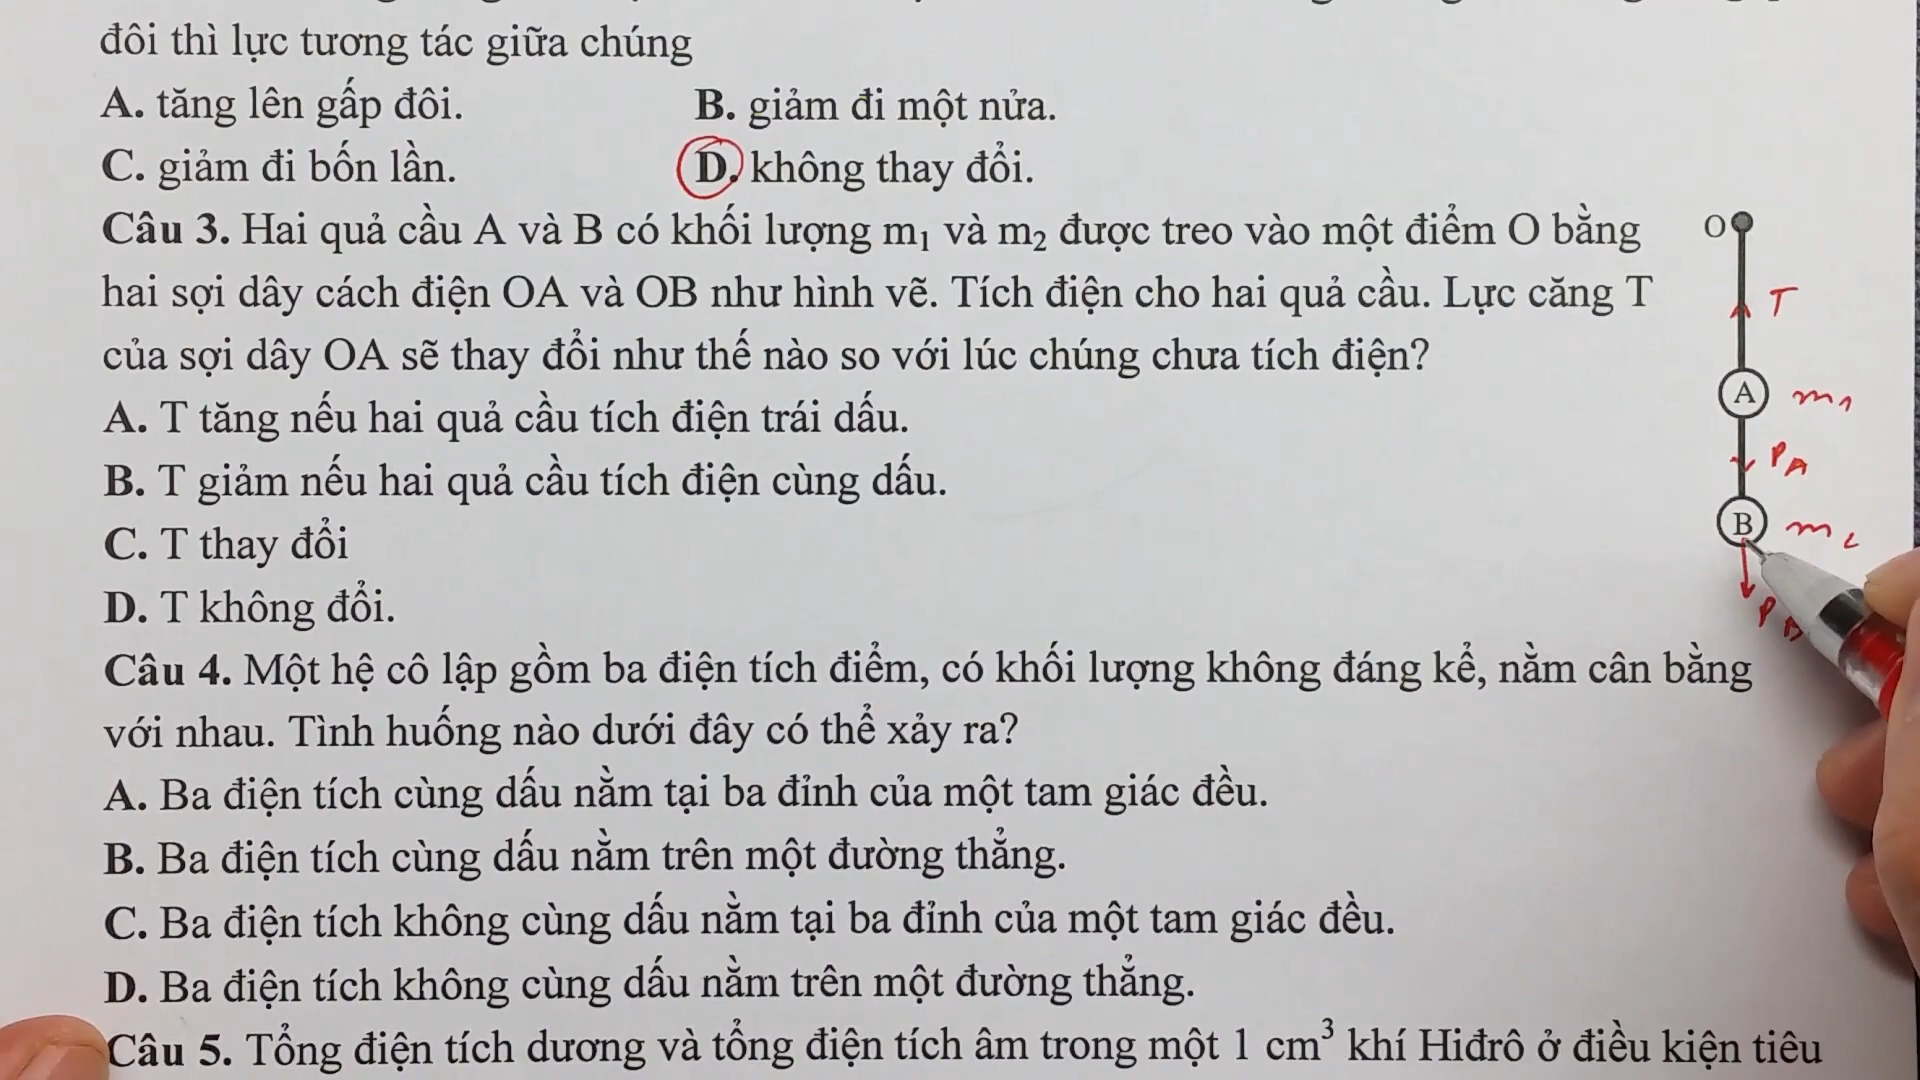 đôi thì lực tương tác giữa chúng
A. tăng lên gấp đôi. B. giảm đi một nửa.
C. giảm đi bốn lần. D. không thay đổi.
Câu 3. Hai quả cầu A và B có khối lượng m₁ và m₂ được treo vào một điểm O bằng
hai sợi dây cách điện OA và OB như hình vẽ. Tích điện cho hai quả cầu. Lực căng T
của sợi dây OA sẽ thay đổi như thế nào so với lúc chúng chưa tích điện?
A. T tăng nếu hai quả cầu tích điện trái dấu.
B. T giảm nếu hai quả cầu tích điện cùng dấu.
C. T thay đổi
D. T không đổi.
O
T
A m₁
P_A
B m₂
P_B
Câu 4. Một hệ cô lập gồm ba điện tích điểm, có khối lượng không đáng kể, nằm cân bằng
với nhau. Tình huống nào dưới đây có thể xảy ra?
A. Ba điện tích cùng dấu nằm tại ba đỉnh của một tam giác đều.
B. Ba điện tích cùng dấu nằm trên một đường thẳng.
C. Ba điện tích không cùng dấu nằm tại ba đỉnh của một tam giác đều.
D. Ba điện tích không cùng dấu nằm trên một đường thẳng.
Câu 5. Tổng điện tích dương và tổng điện tích âm trong một 1 cm³ khí Hiđrô ở điều kiện tiêu